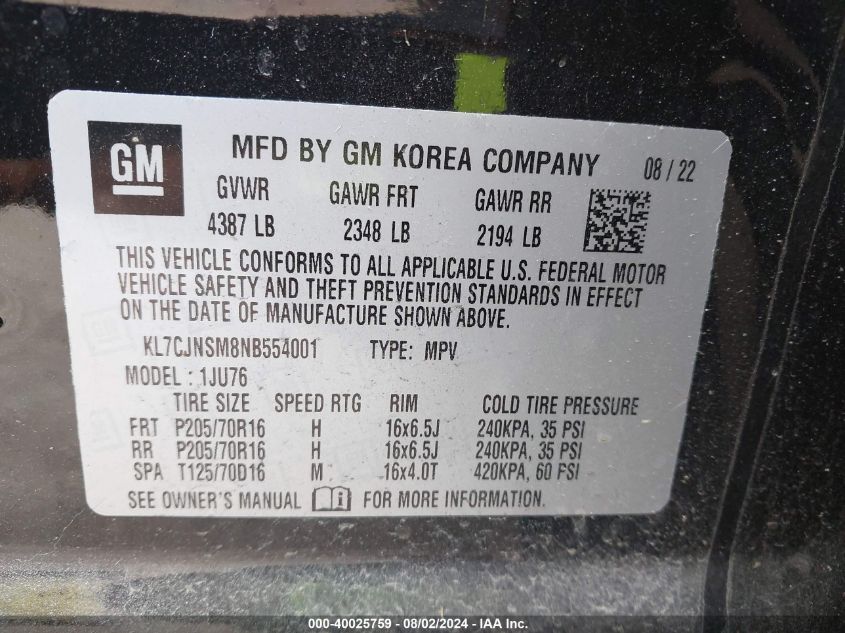 GM MFD BY GM KOREA COMPANY 08 / 22
GVWR GAWR FRT GAWR RR
4387 LB 2348 LB 2194 LB
THIS VEHICLE CONFORMS TO ALL APPLICABLE U.S. FEDERAL MOTOR
VEHICLE SAFETY AND THEFT PREVENTION STANDARDS IN EFFECT
ON THE DATE OF MANUFACTURE SHOWN ABOVE.
KL7CJNSM8NB554001 TYPE: MPV
MODEL : 1JU76
TIRE SIZE SPEED RTG RIM COLD TIRE PRESSURE
FRT P205/70R16 H 16x6.5J 240KPA, 35 PSI
RR P205/70R16 H 16x6.5J 240KPA, 35 PSI
SPA T125/70D16 M 16x4.0T 420KPA, 60 PSI
SEE OWNER'S MANUAL FOR MORE INFORMATION.
000-40025759 - 08/02/2024 - IAA Inc.